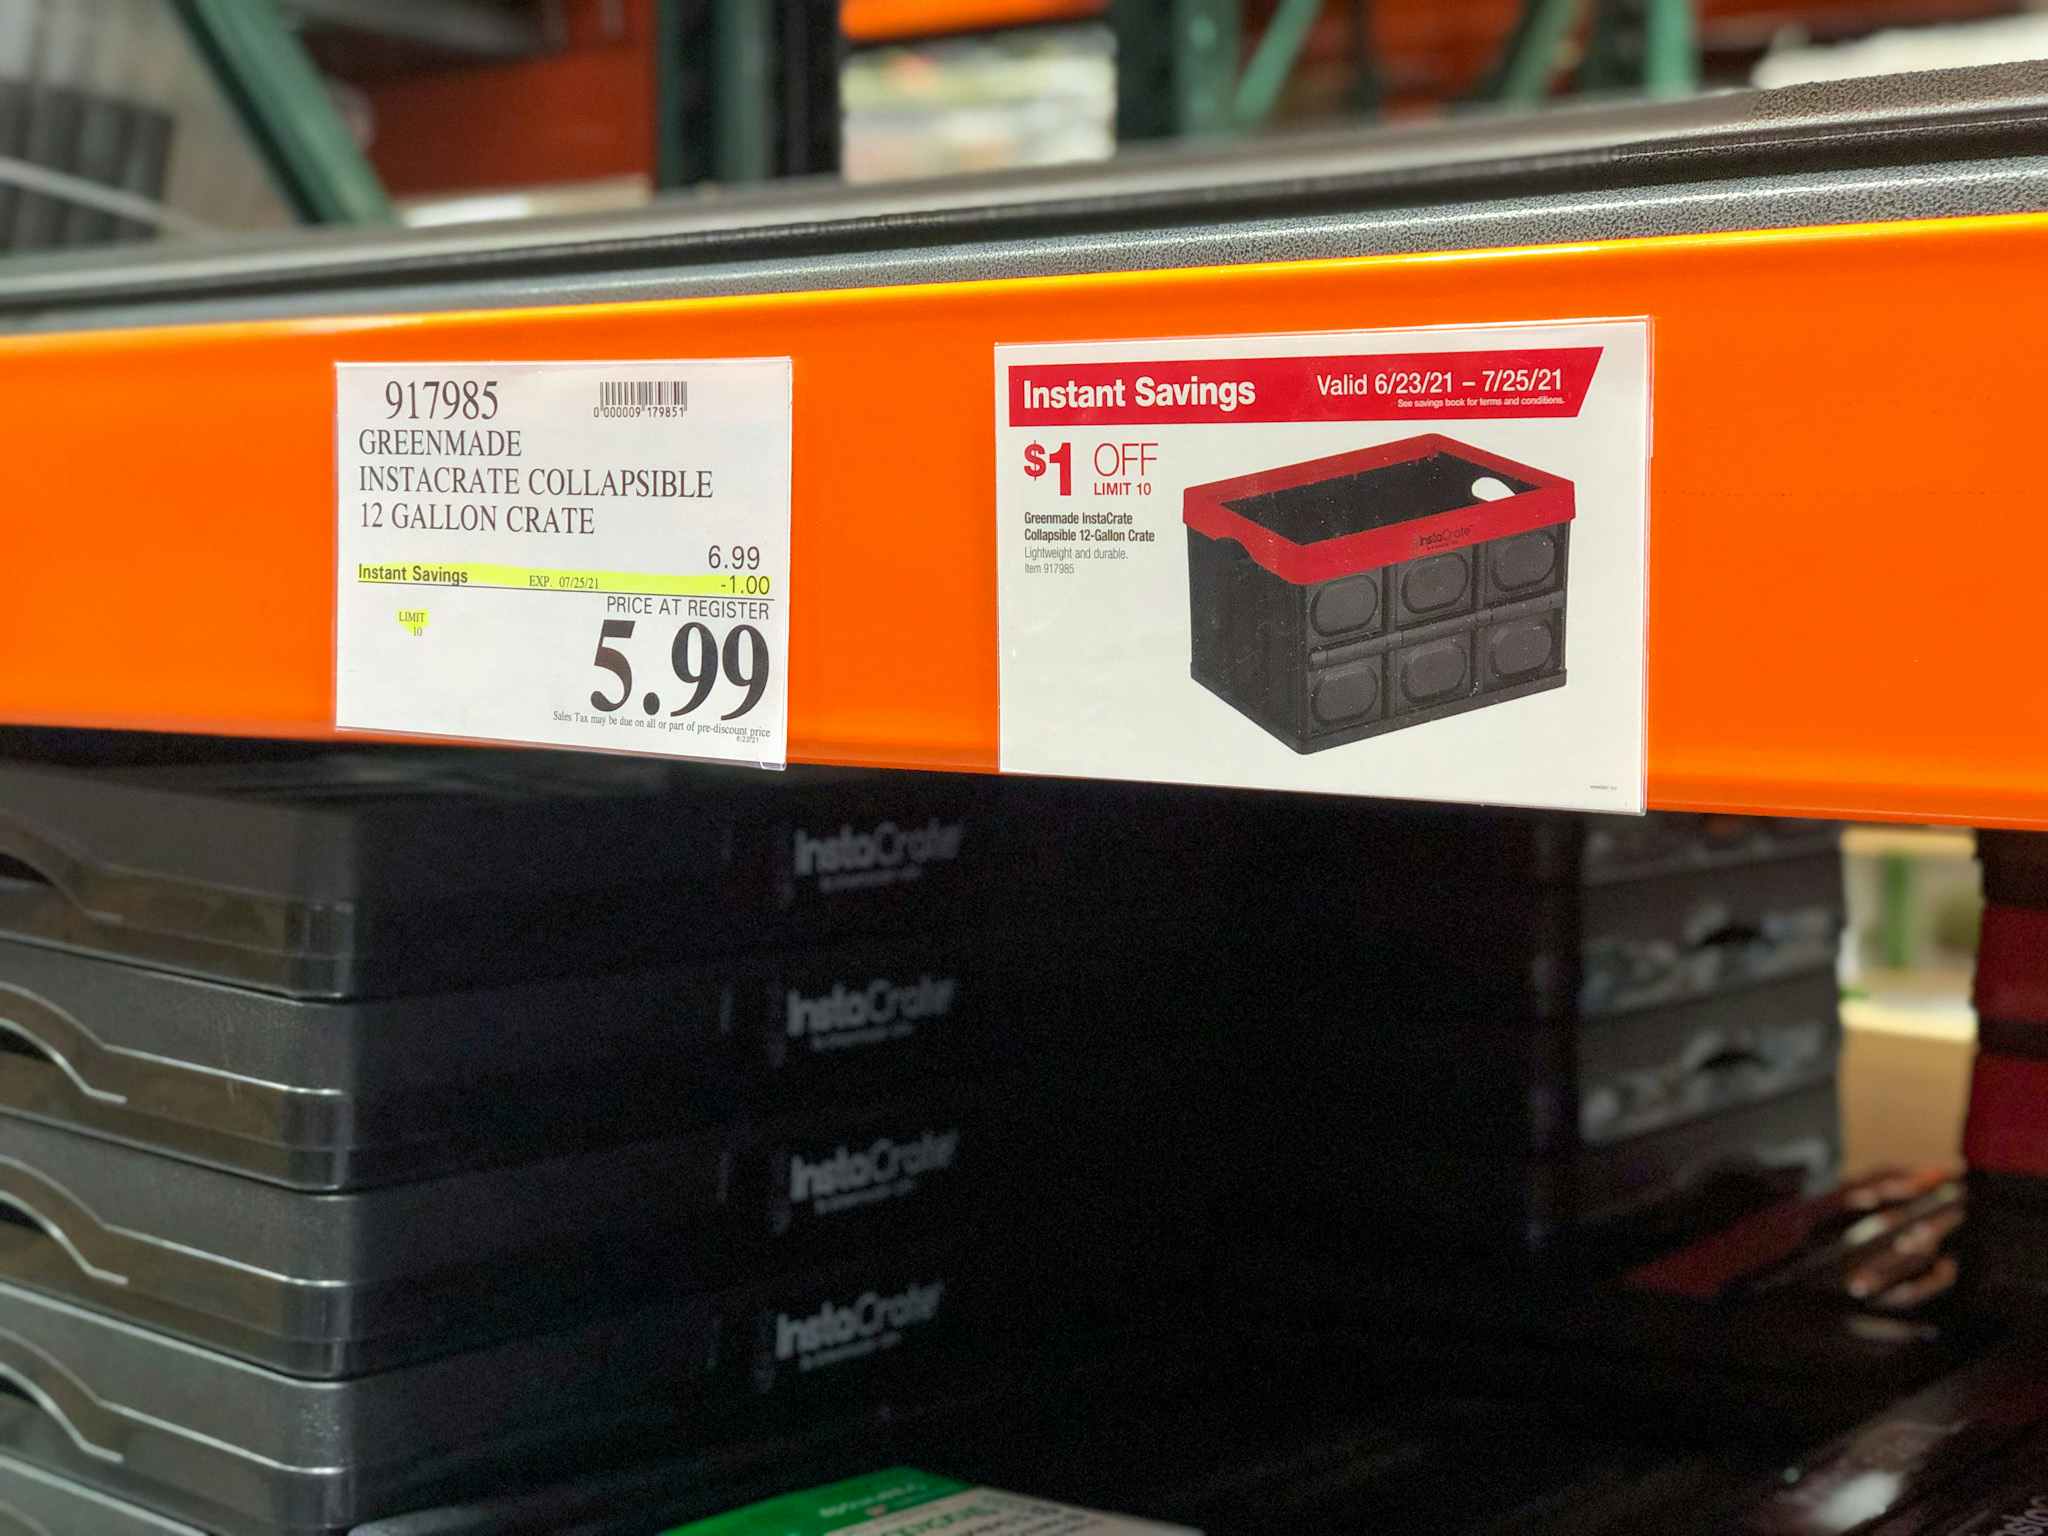 917985
0 000009 179851
GREENMADE
INSTACRATE COLLAPSIBLE
12 GALLON CRATE
6.99
Instant Savings EXP. 07/25/21 -1.00
LIMIT
10
PRICE AT REGISTER
5.99
Sales Tax may be due on all or part of pre-discount price
6/23/21
Instant Savings
Valid 6/23/21 – 7/25/21
See savings book for terms and conditions.
$1 OFF
LIMIT 10
Greenmade InstaCrate
Collapsible 12-Gallon Crate
Lightweight and durable.
Item 917985
InstaCrate
InstaCrate
InstaCrate
InstaCrate
InstaCrate